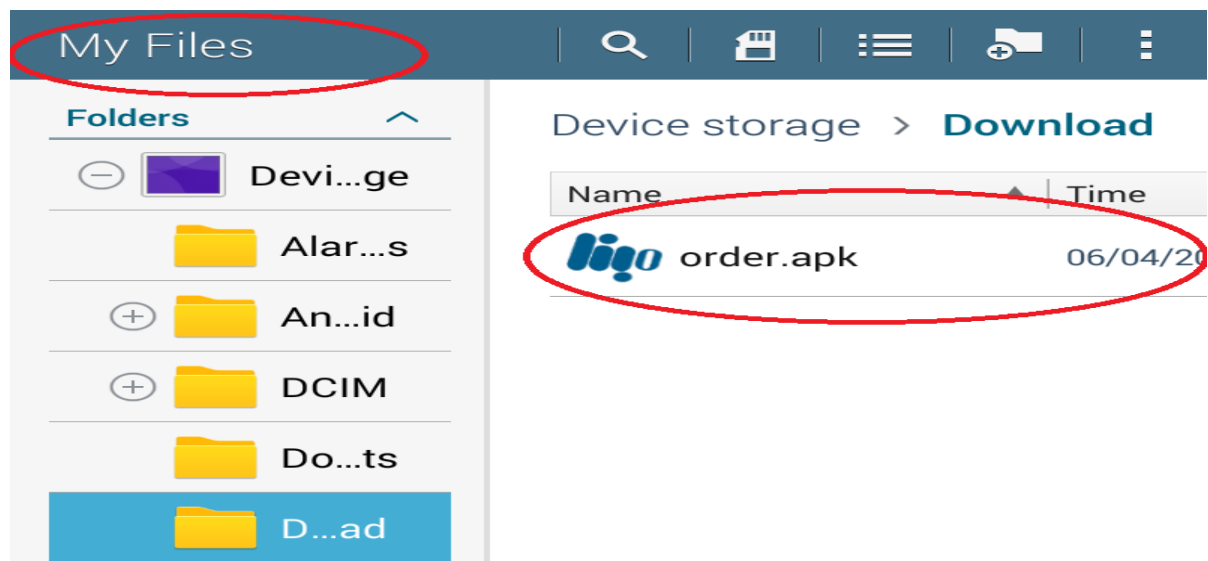 My Files
Folders
Devi...ge
Alar...s
An...id
DCIM
Do...ts
D...ad
Device storage > Download
Name Time
ligo order.apk 06/04/20